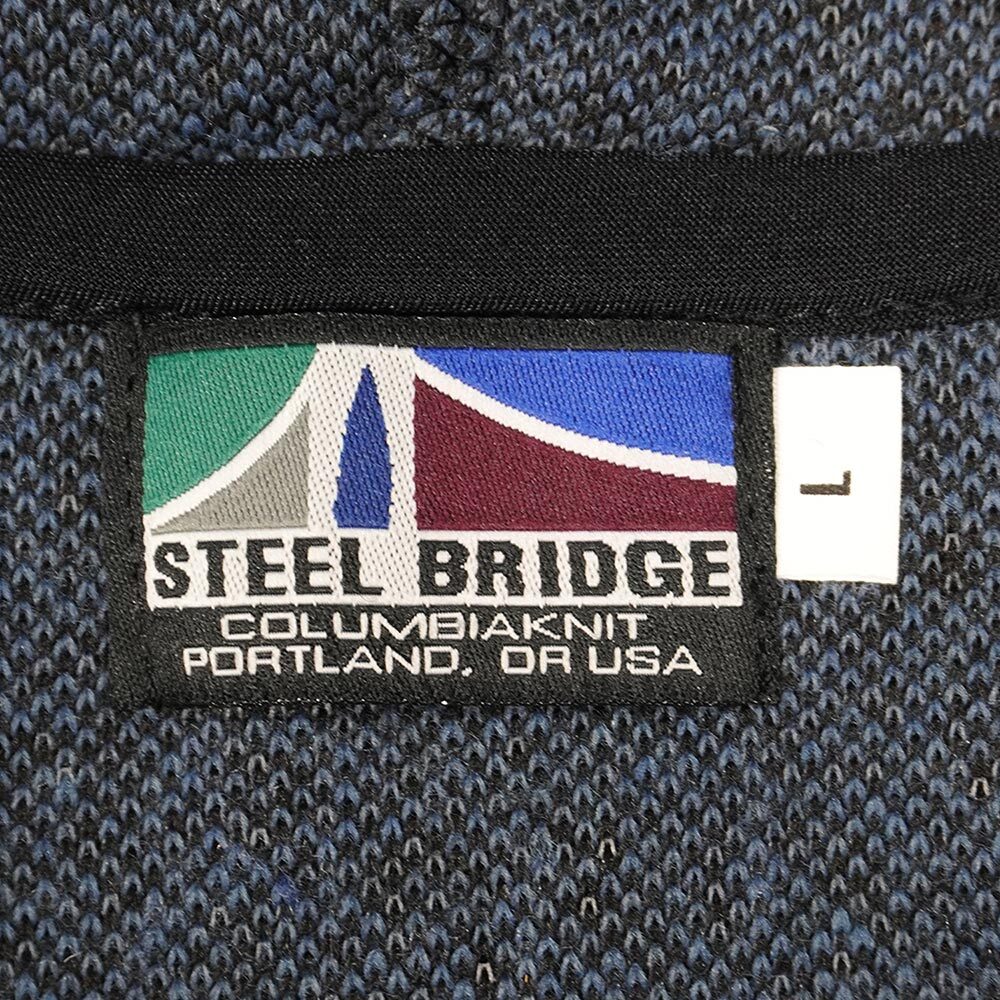 STEEL BRIDGE
COLUMBIAKNIT
PORTLAND, OR USA
L